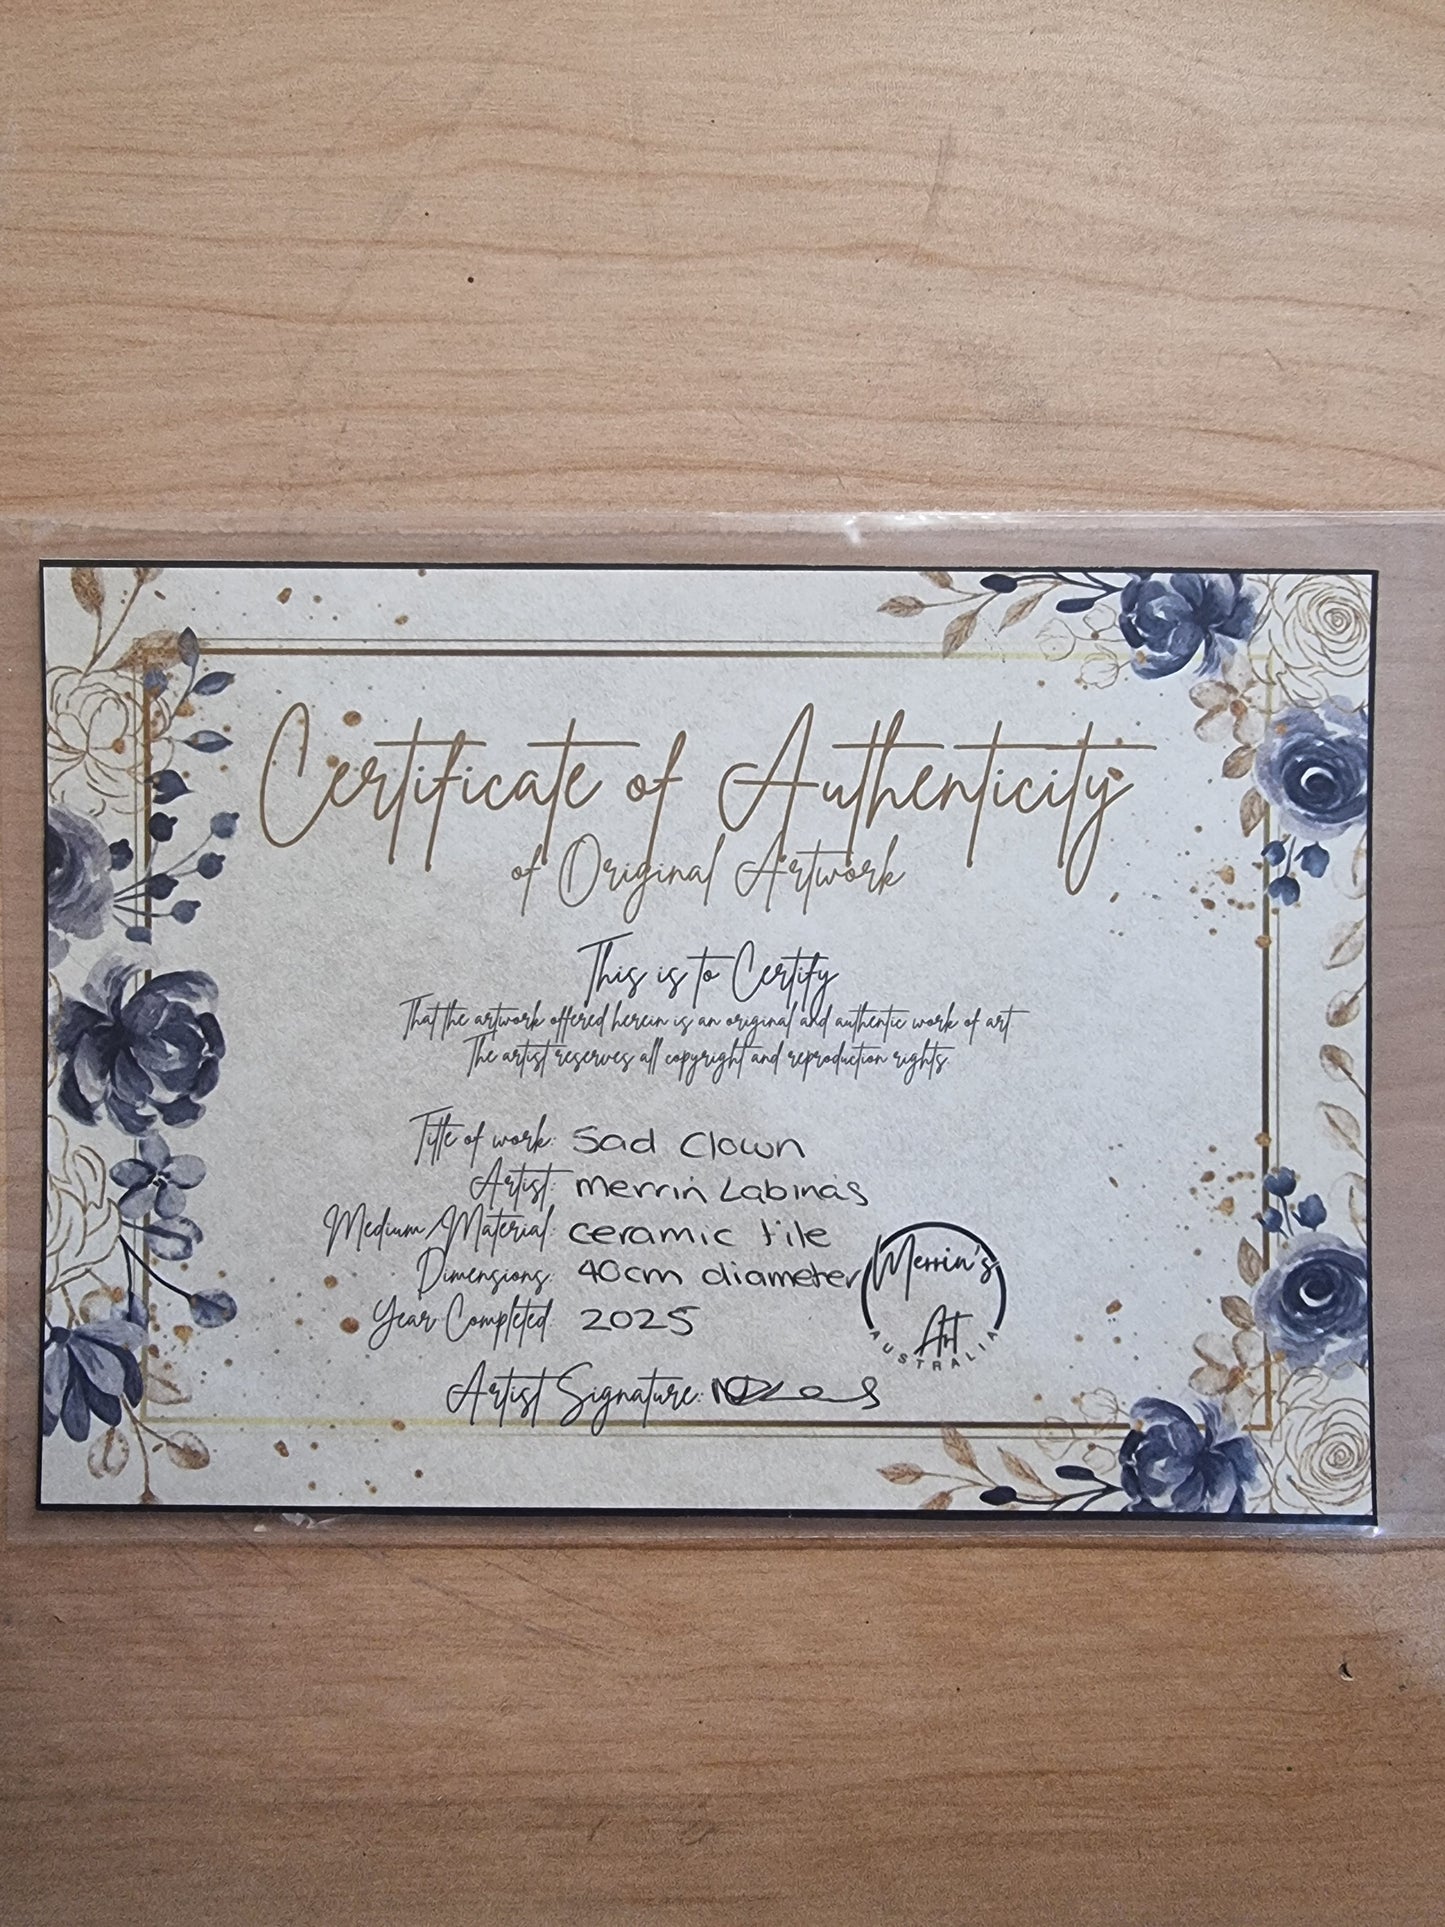 Certificate of Authenticity
of Original Artwork
This is to Certify
That the artwork offered herein is an original and authentic work of art
The artist reserves all copyright and reproduction rights.
Title of work: Sad Clown
Artist: Merrin Labinas
Medium/Material: Ceramic tile
Dimensions: 40cm diameter
Year Completed: 2025
Merrin's
Art
AUSTRALIA
Artist Signature: